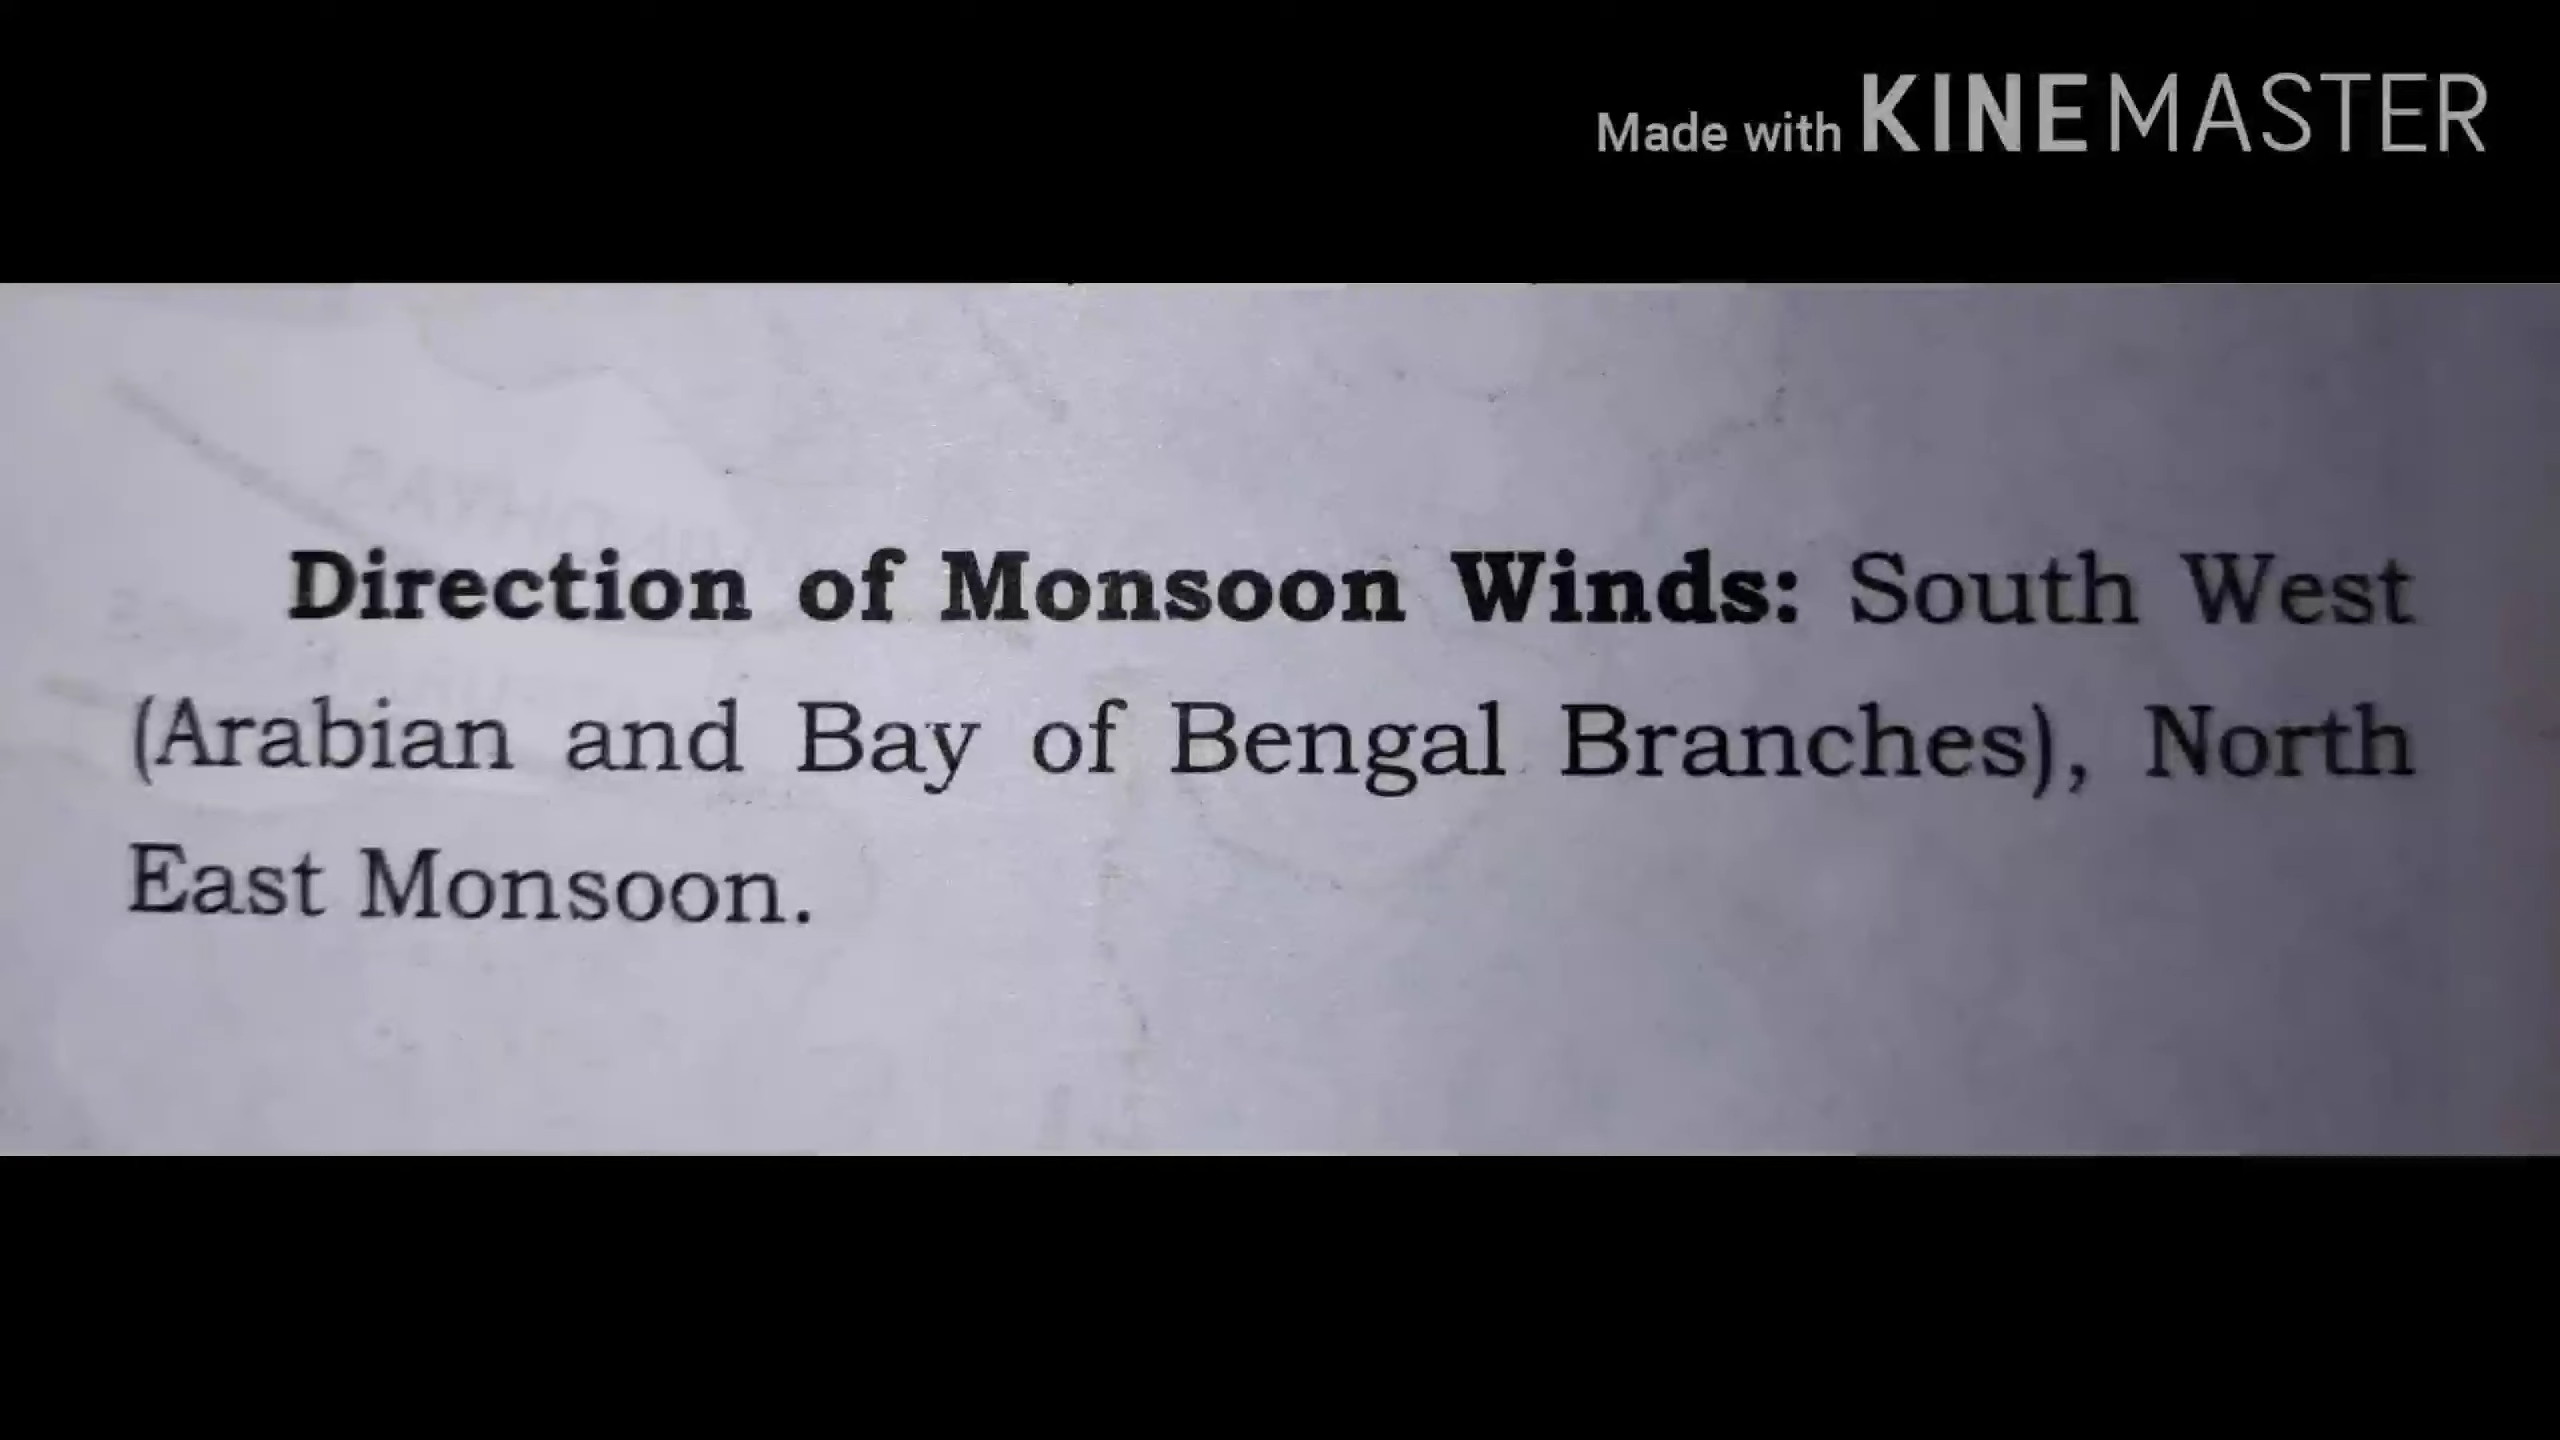 Made with KINEMASTER
Direction of Monsoon Winds: South West
(Arabian and Bay of Bengal Branches), North
East Monsoon.